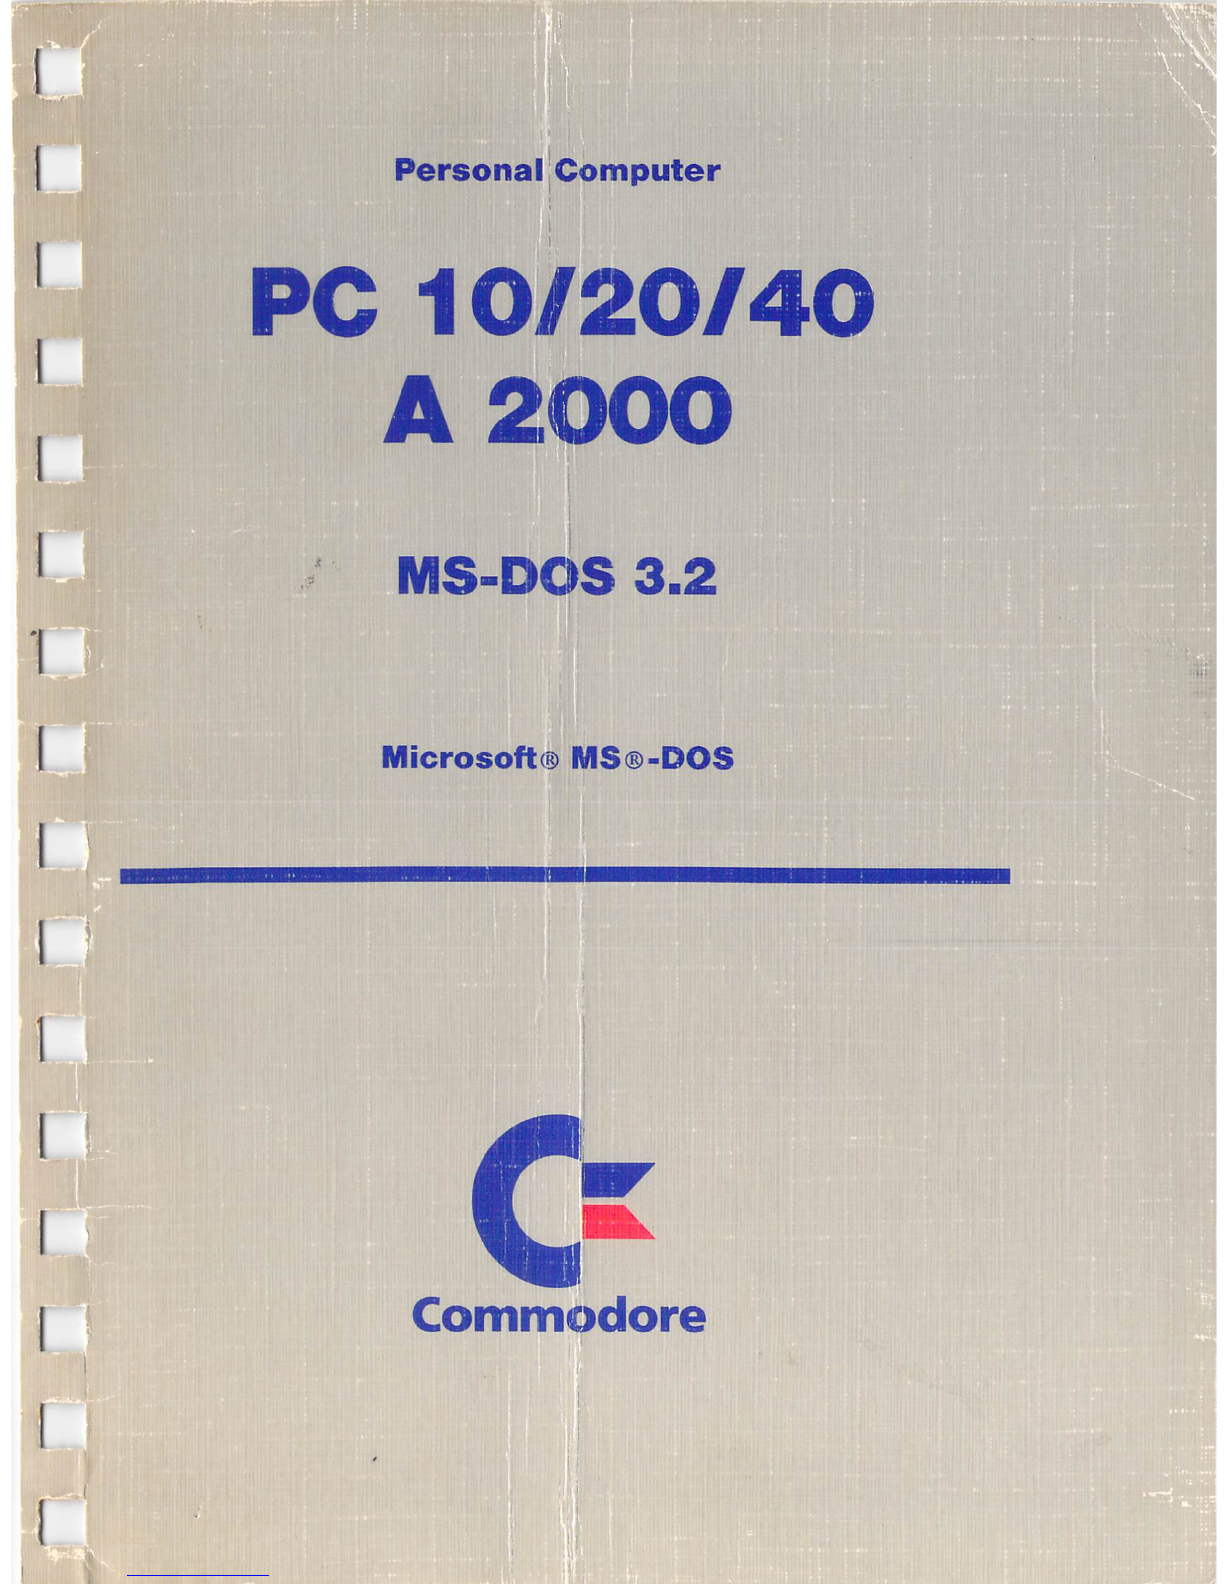 Personal Computer
PC 10/20/40
A 2000
MS-DOS 3.2
Microsoft® MS®-DOS
Commodore